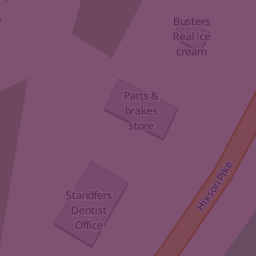 Busters
Real ice
cream
Parts &
brakes
store
Hixson Pike
Standfers
Dentist
Office